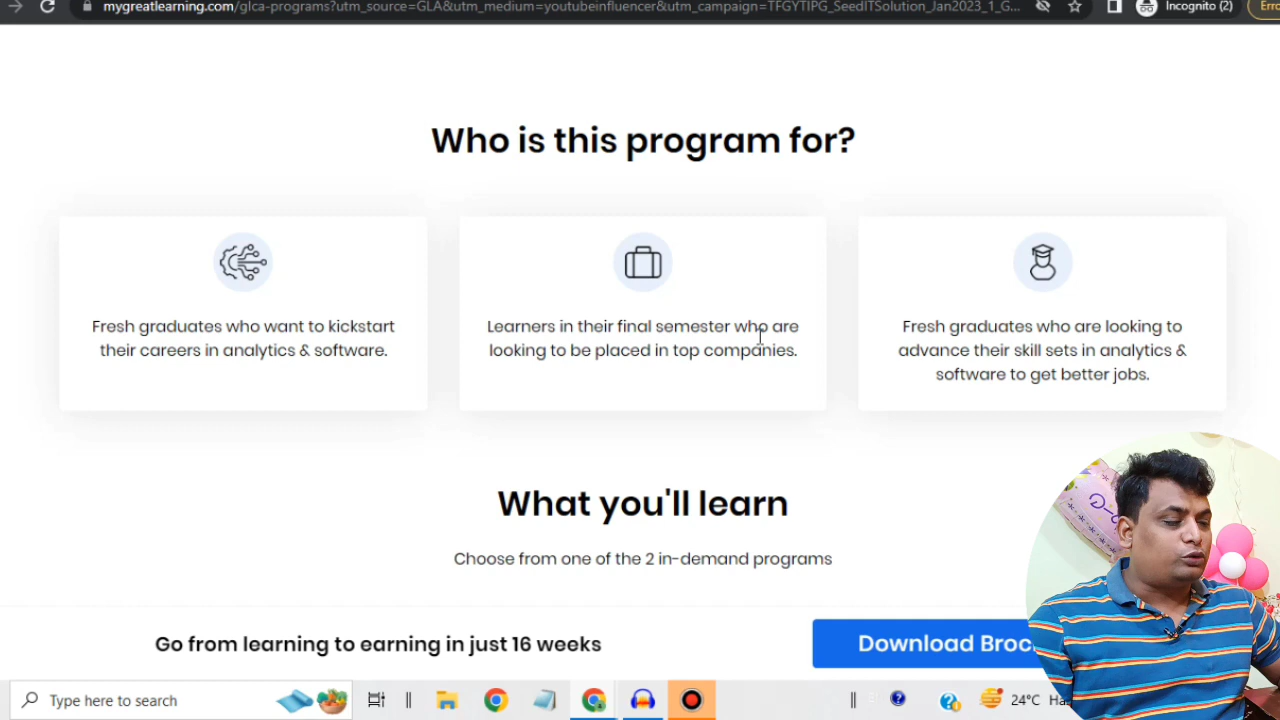 mygreatlearning.com/glca-programs?utm_source=GLA&utm_medium=youtubeinfluencer&utm_campaign=TFGYTIPG_SeedITSolution_Jan2023_1_G...
Incognito (2)
Who is this program for?
Fresh graduates who want to kickstart
their careers in analytics & software.
Learners in their final semester who are
looking to be placed in top companies.
Fresh graduates who are looking to
advance their skill sets in analytics &
software to get better jobs.
What you'll learn
Choose from one of the 2 in-demand programs
Go from learning to earning in just 16 weeks
Download
Type here to search
24°C